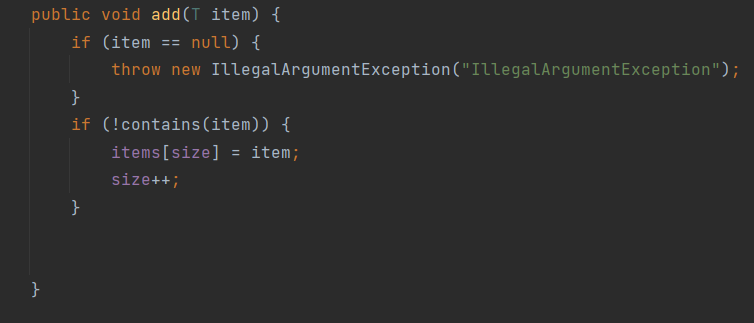 public void add(T item) {
if (item == null) {
throw new IllegalArgumentException("IllegalArgumentException");
}
if (!contains(item)) {
items[size] = item;
size++;
}
}